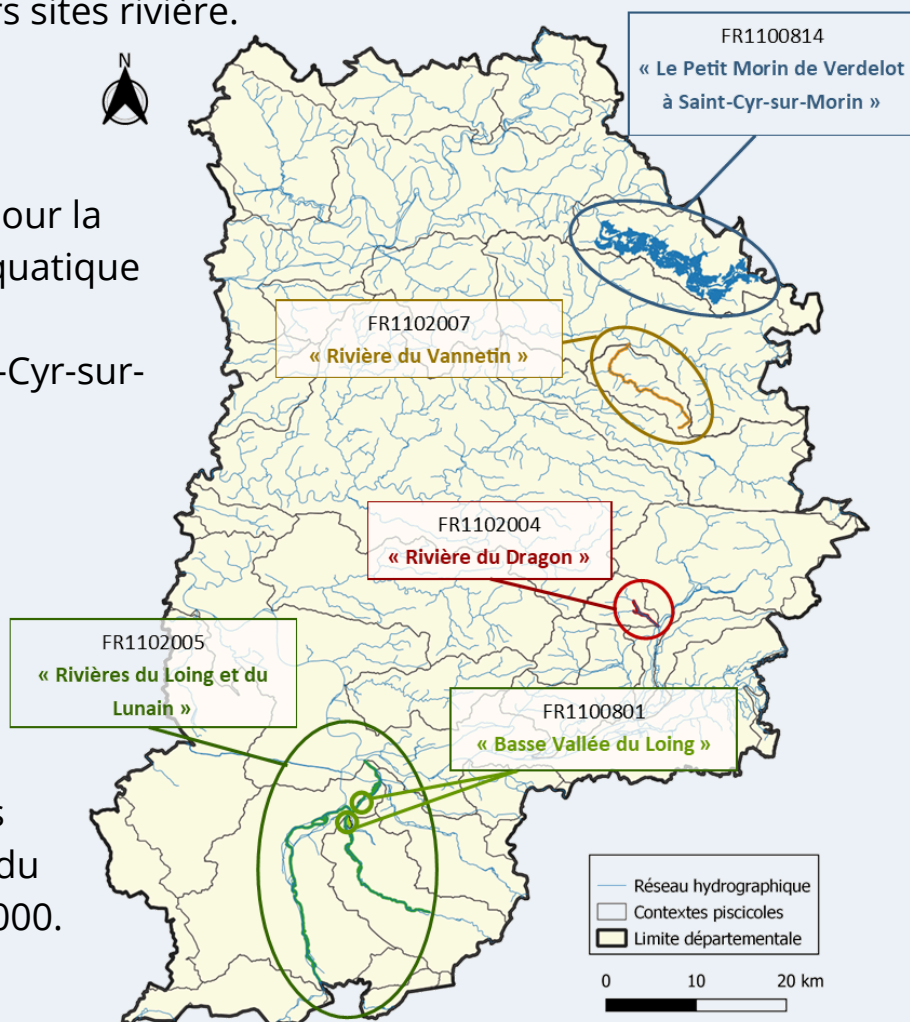 rs sites rivière.
FR1100814
« Le Petit Morin de Verdelot
à Saint-Cyr-sur-Morin »
N
our la
quatique
FR1102007
« Rivière du Vannetin »
-Cyr-sur-
FR1102004
« Rivière du Dragon »
FR1102005
« Rivières du Loing et du
Lunain »
FR1100801
« Basse Vallée du Loing »
s
du
000.
Réseau hydrographique
Contextes piscicoles
Limite départementale
0 10 20 km